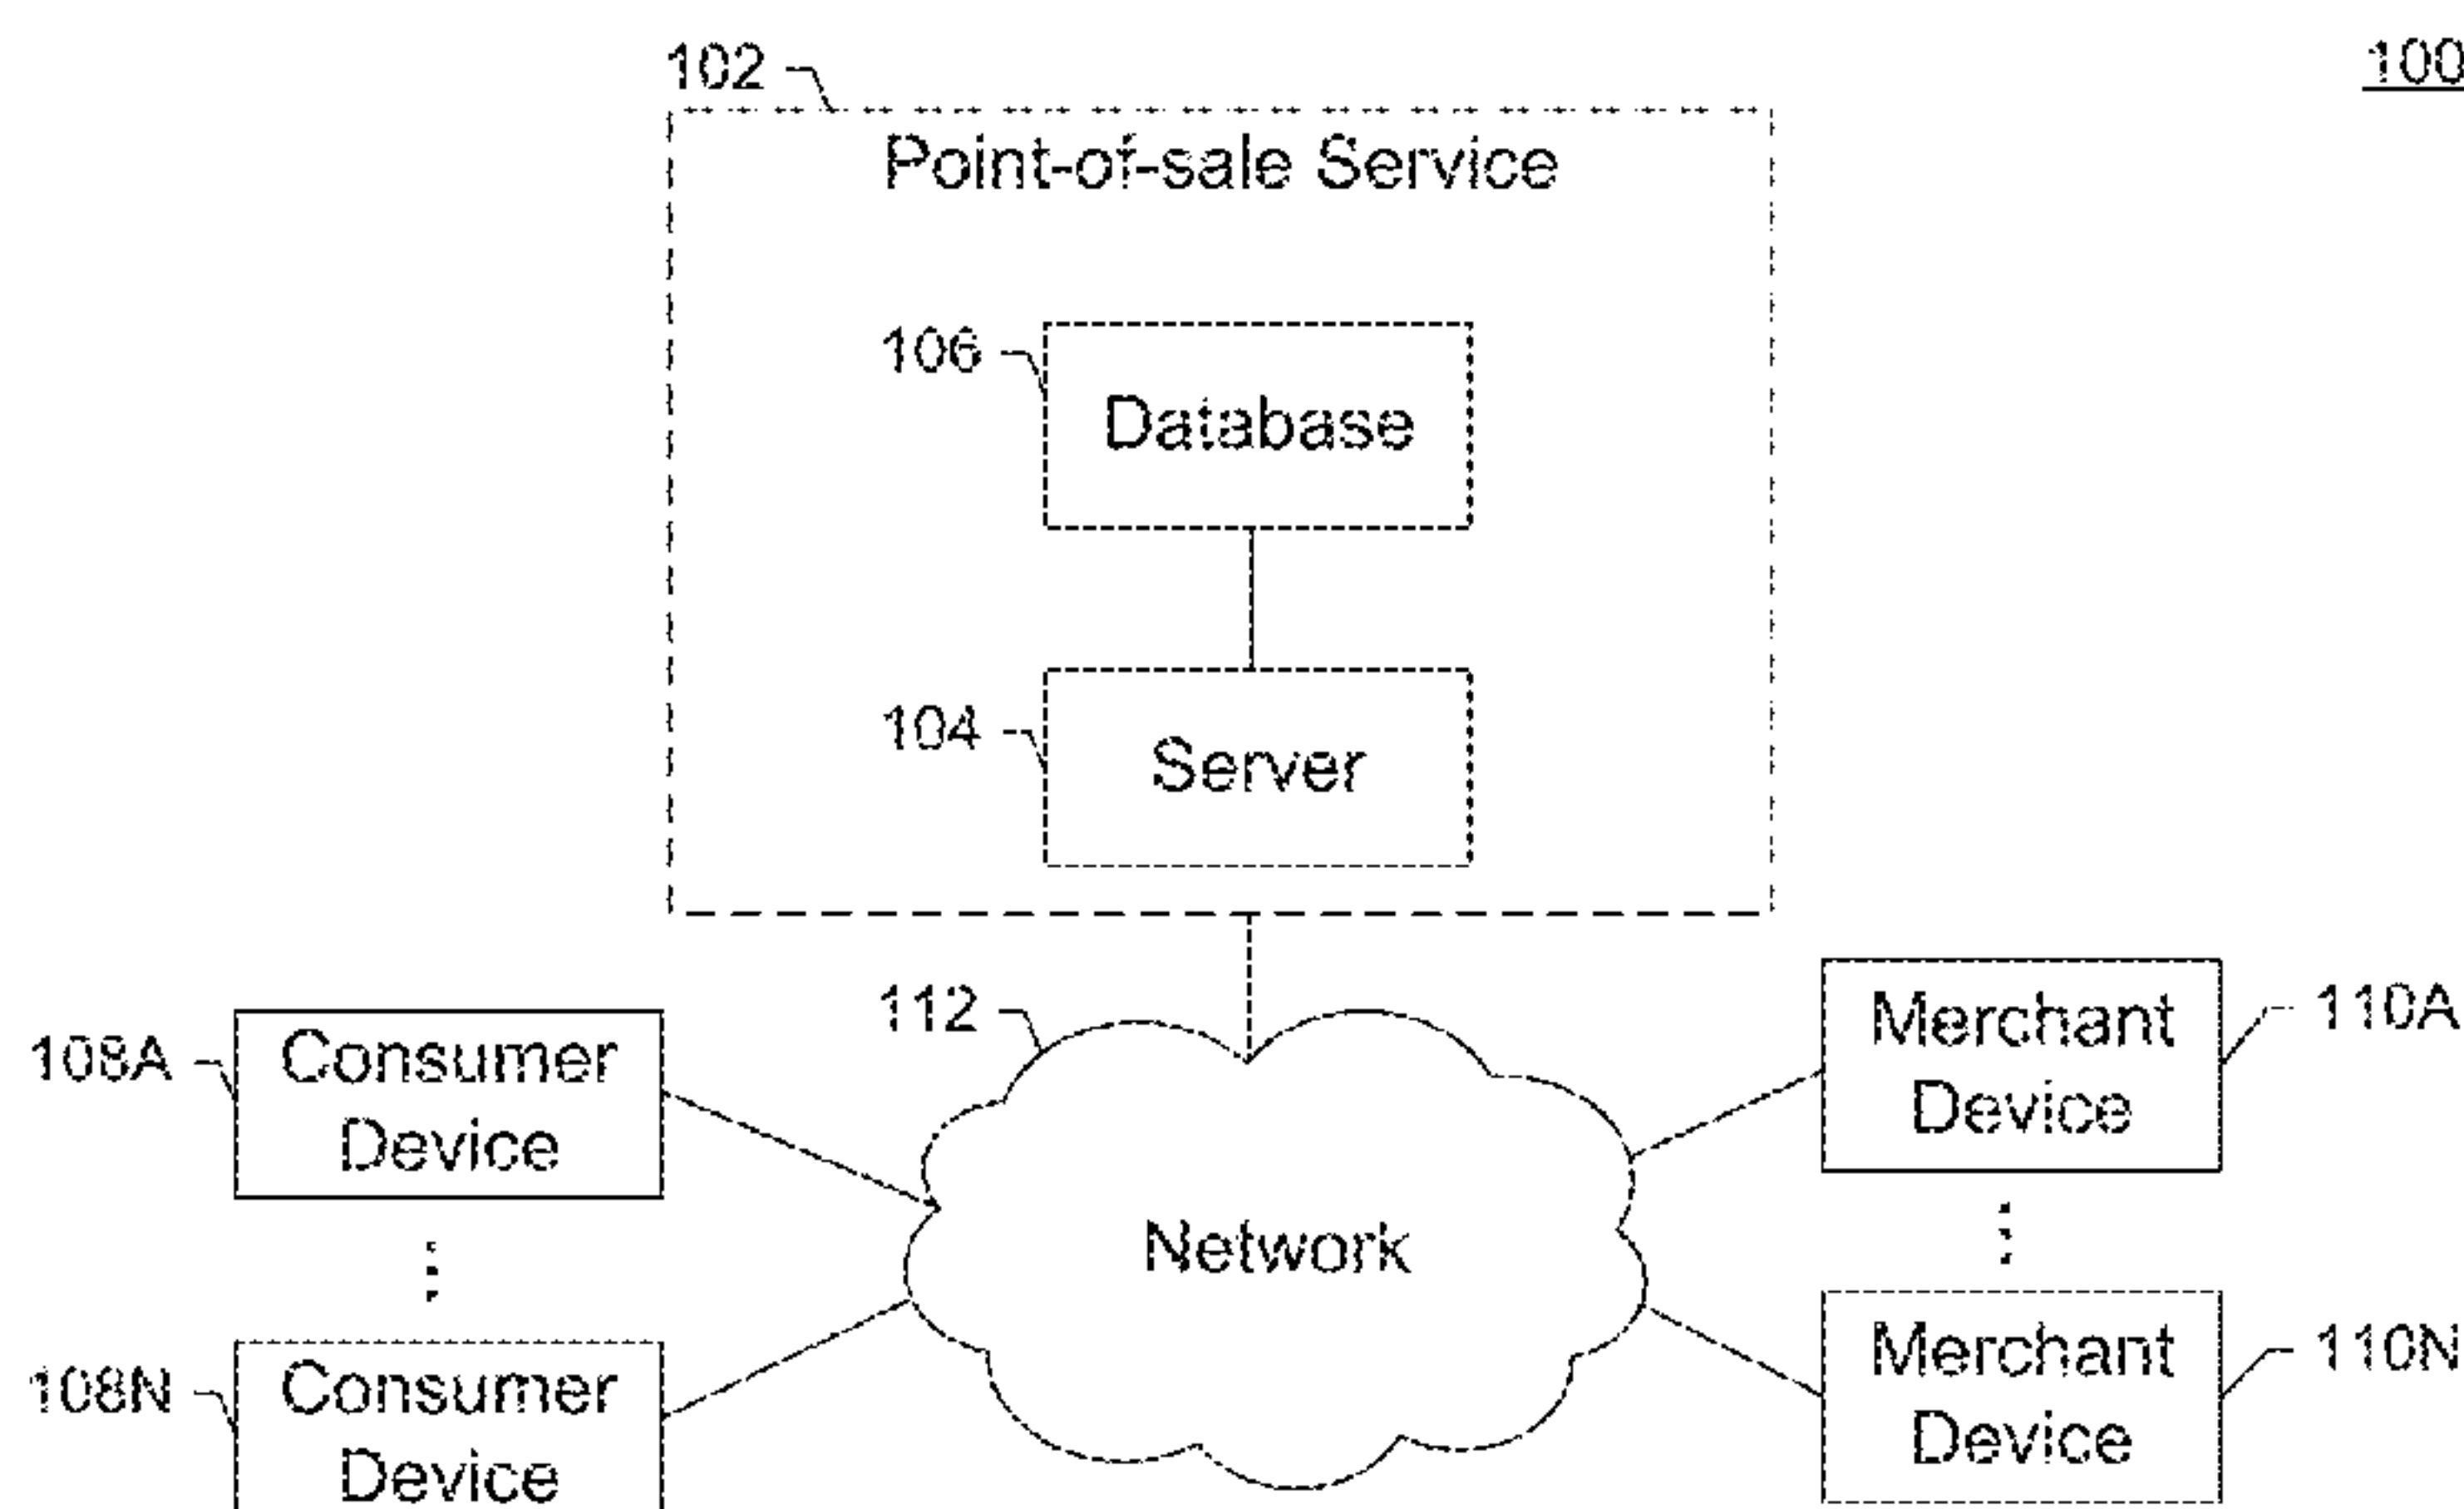 102
100
Point-of-sale Service
106
Database
104
Server
112
108A
Consumer
Device
Merchant
Device
110A
Network
108N
Consumer
Device
Merchant
Device
110N